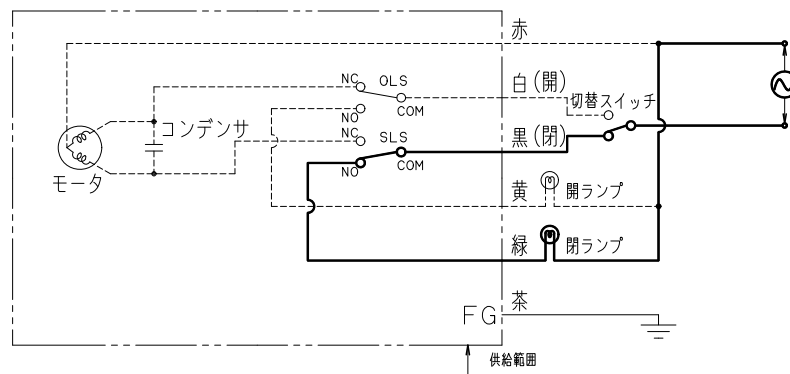 赤
NC OLS
白(開)
切替スイッチ
NO COM
コンデンサ
NC SLS
黒(閉)
NO COM
モータ
黄 開ランプ
緑 閉ランプ
茶
FG
供給範囲